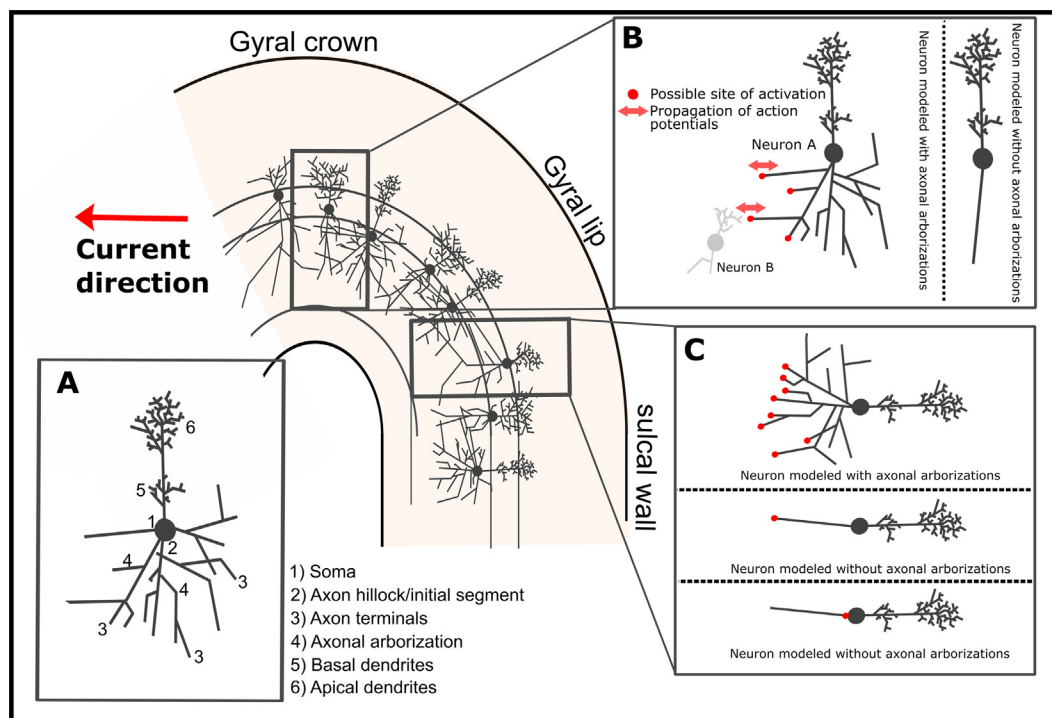 Gyral crown
Gyral lip
sulcal wall
Current
direction
A
6
5
1
2
4
4
3
3
3
1) Soma
2) Axon hillock/initial segment
3) Axon terminals
4) Axonal arborization
5) Basal dendrites
6) Apical dendrites
B
Possible site of activation
Propagation of action
potentials
Neuron A
Neuron B
Neuron modeled with axonal arborizations
Neuron modeled without axonal arborizations
C
Neuron modeled with axonal arborizations
Neuron modeled without axonal arborizations
Neuron modeled without axonal arborizations